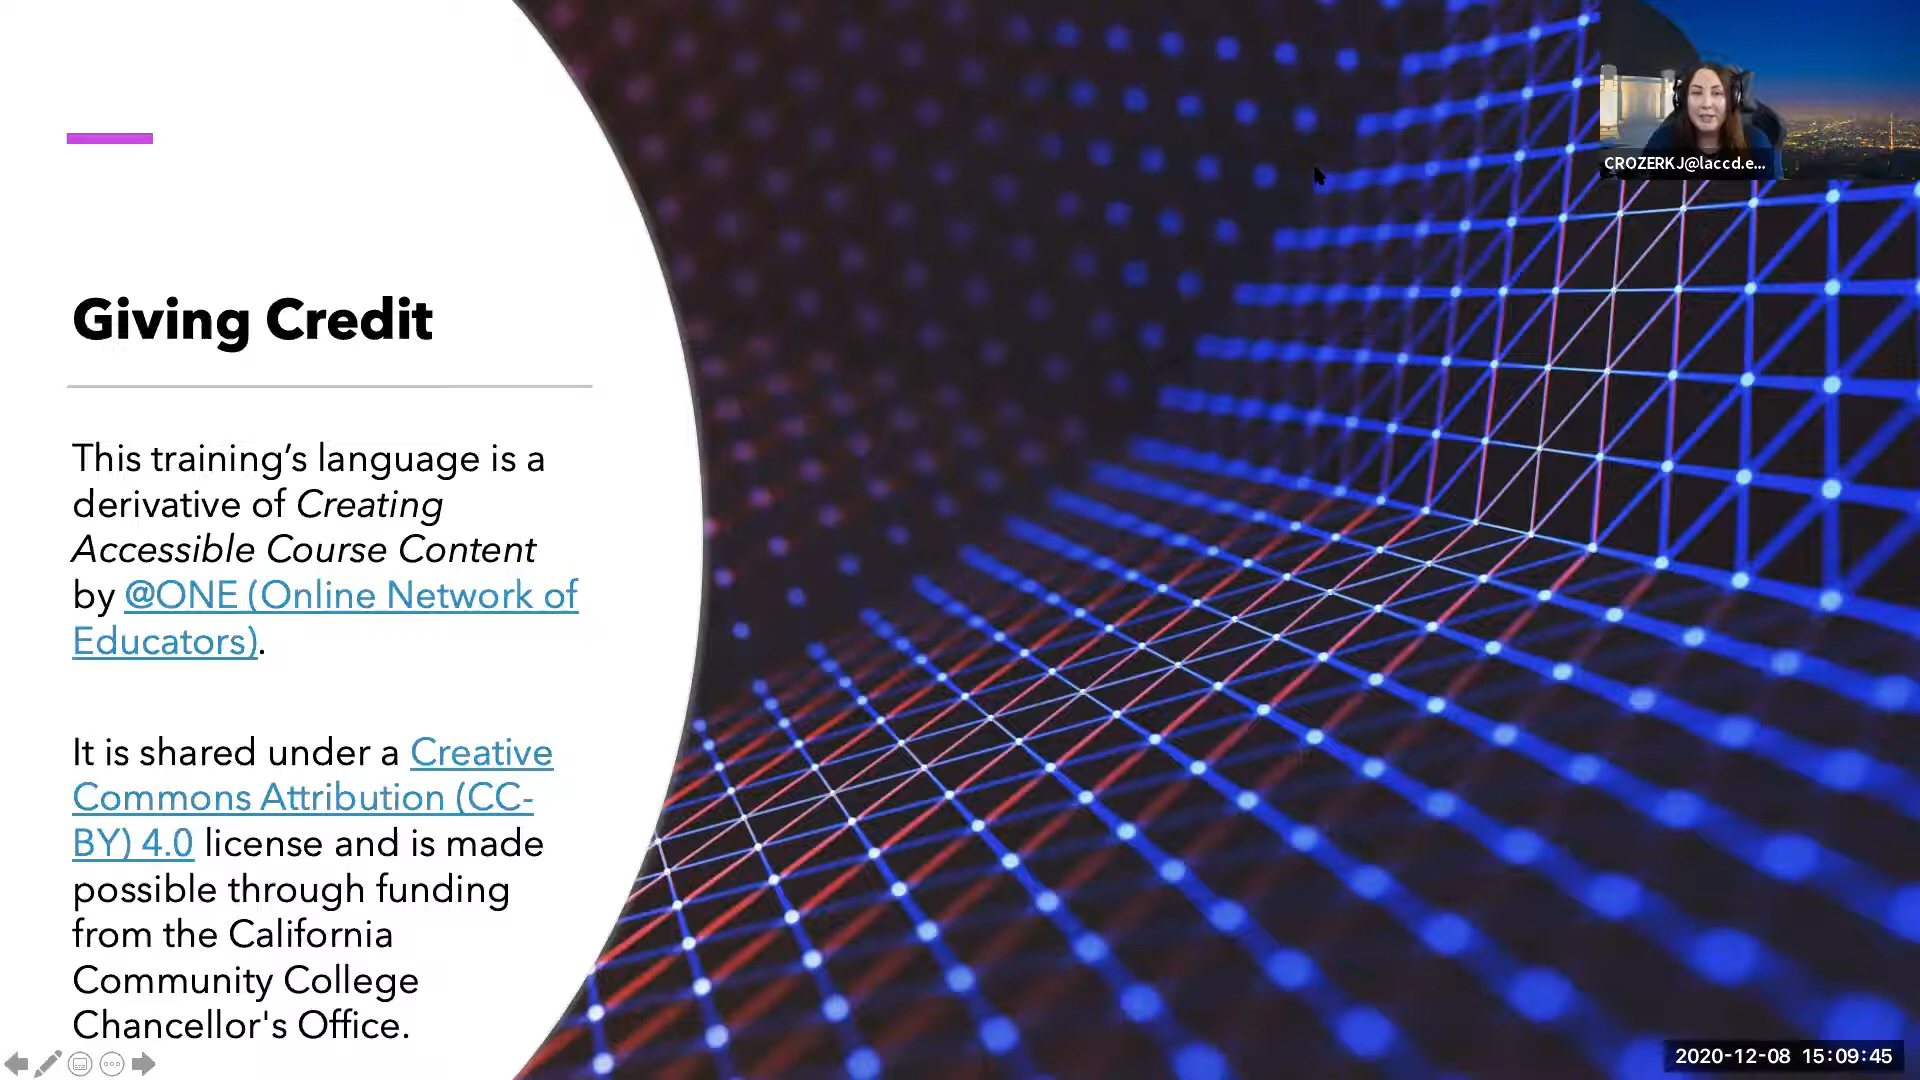 Giving Credit
This training’s language is a
derivative of Creating
Accessible Course Content
by @ONE (Online Network of
Educators).
It is shared under a Creative
Commons Attribution (CC-
BY) 4.0 license and is made
possible through funding
from the California
Community College
Chancellor's Office.
CROZERKJ@laccd.e...
2020-12-08 15:09:45